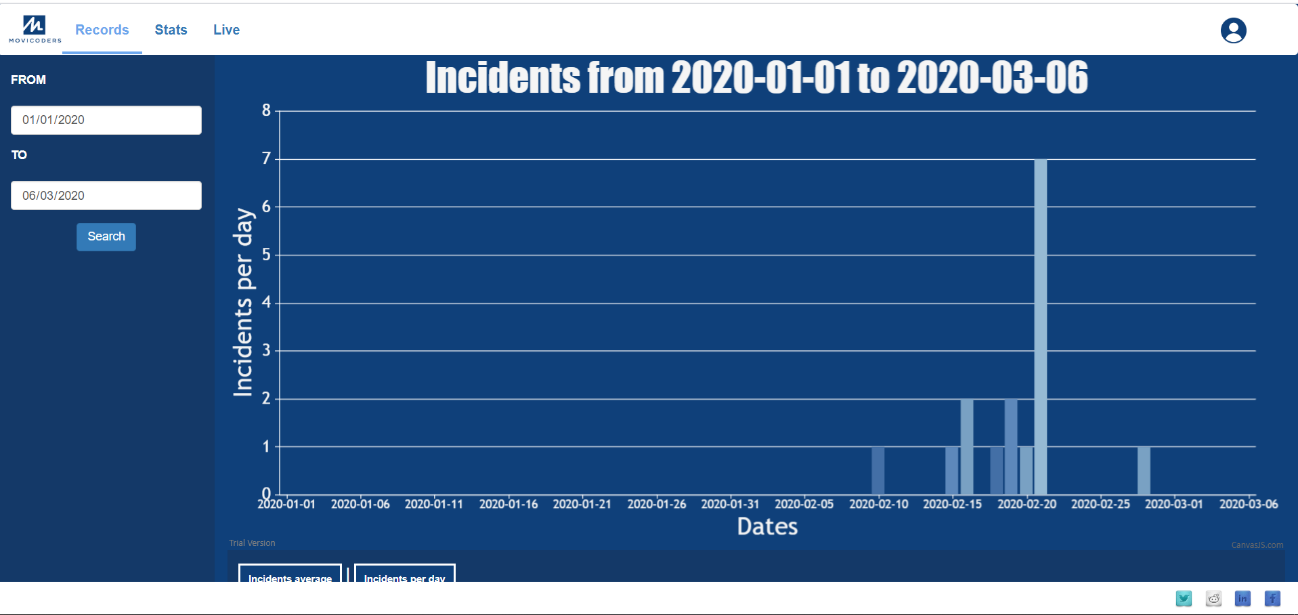 MOVICODERS
Records
Stats
Live
FROM
01/01/2020
TO
06/03/2020
Search
Incidents from 2020-01-01 to 2020-03-06
Incidents per day
8
7
6
5
4
3
2
1
0
2020-01-01 2020-01-06 2020-01-11 2020-01-16 2020-01-21 2020-01-26 2020-01-31 2020-02-05 2020-02-10 2020-02-15 2020-02-20 2020-02-25 2020-03-01 2020-03-06
Dates
Trial Version
CanvasJS.com
Incidents average
Incidents per day